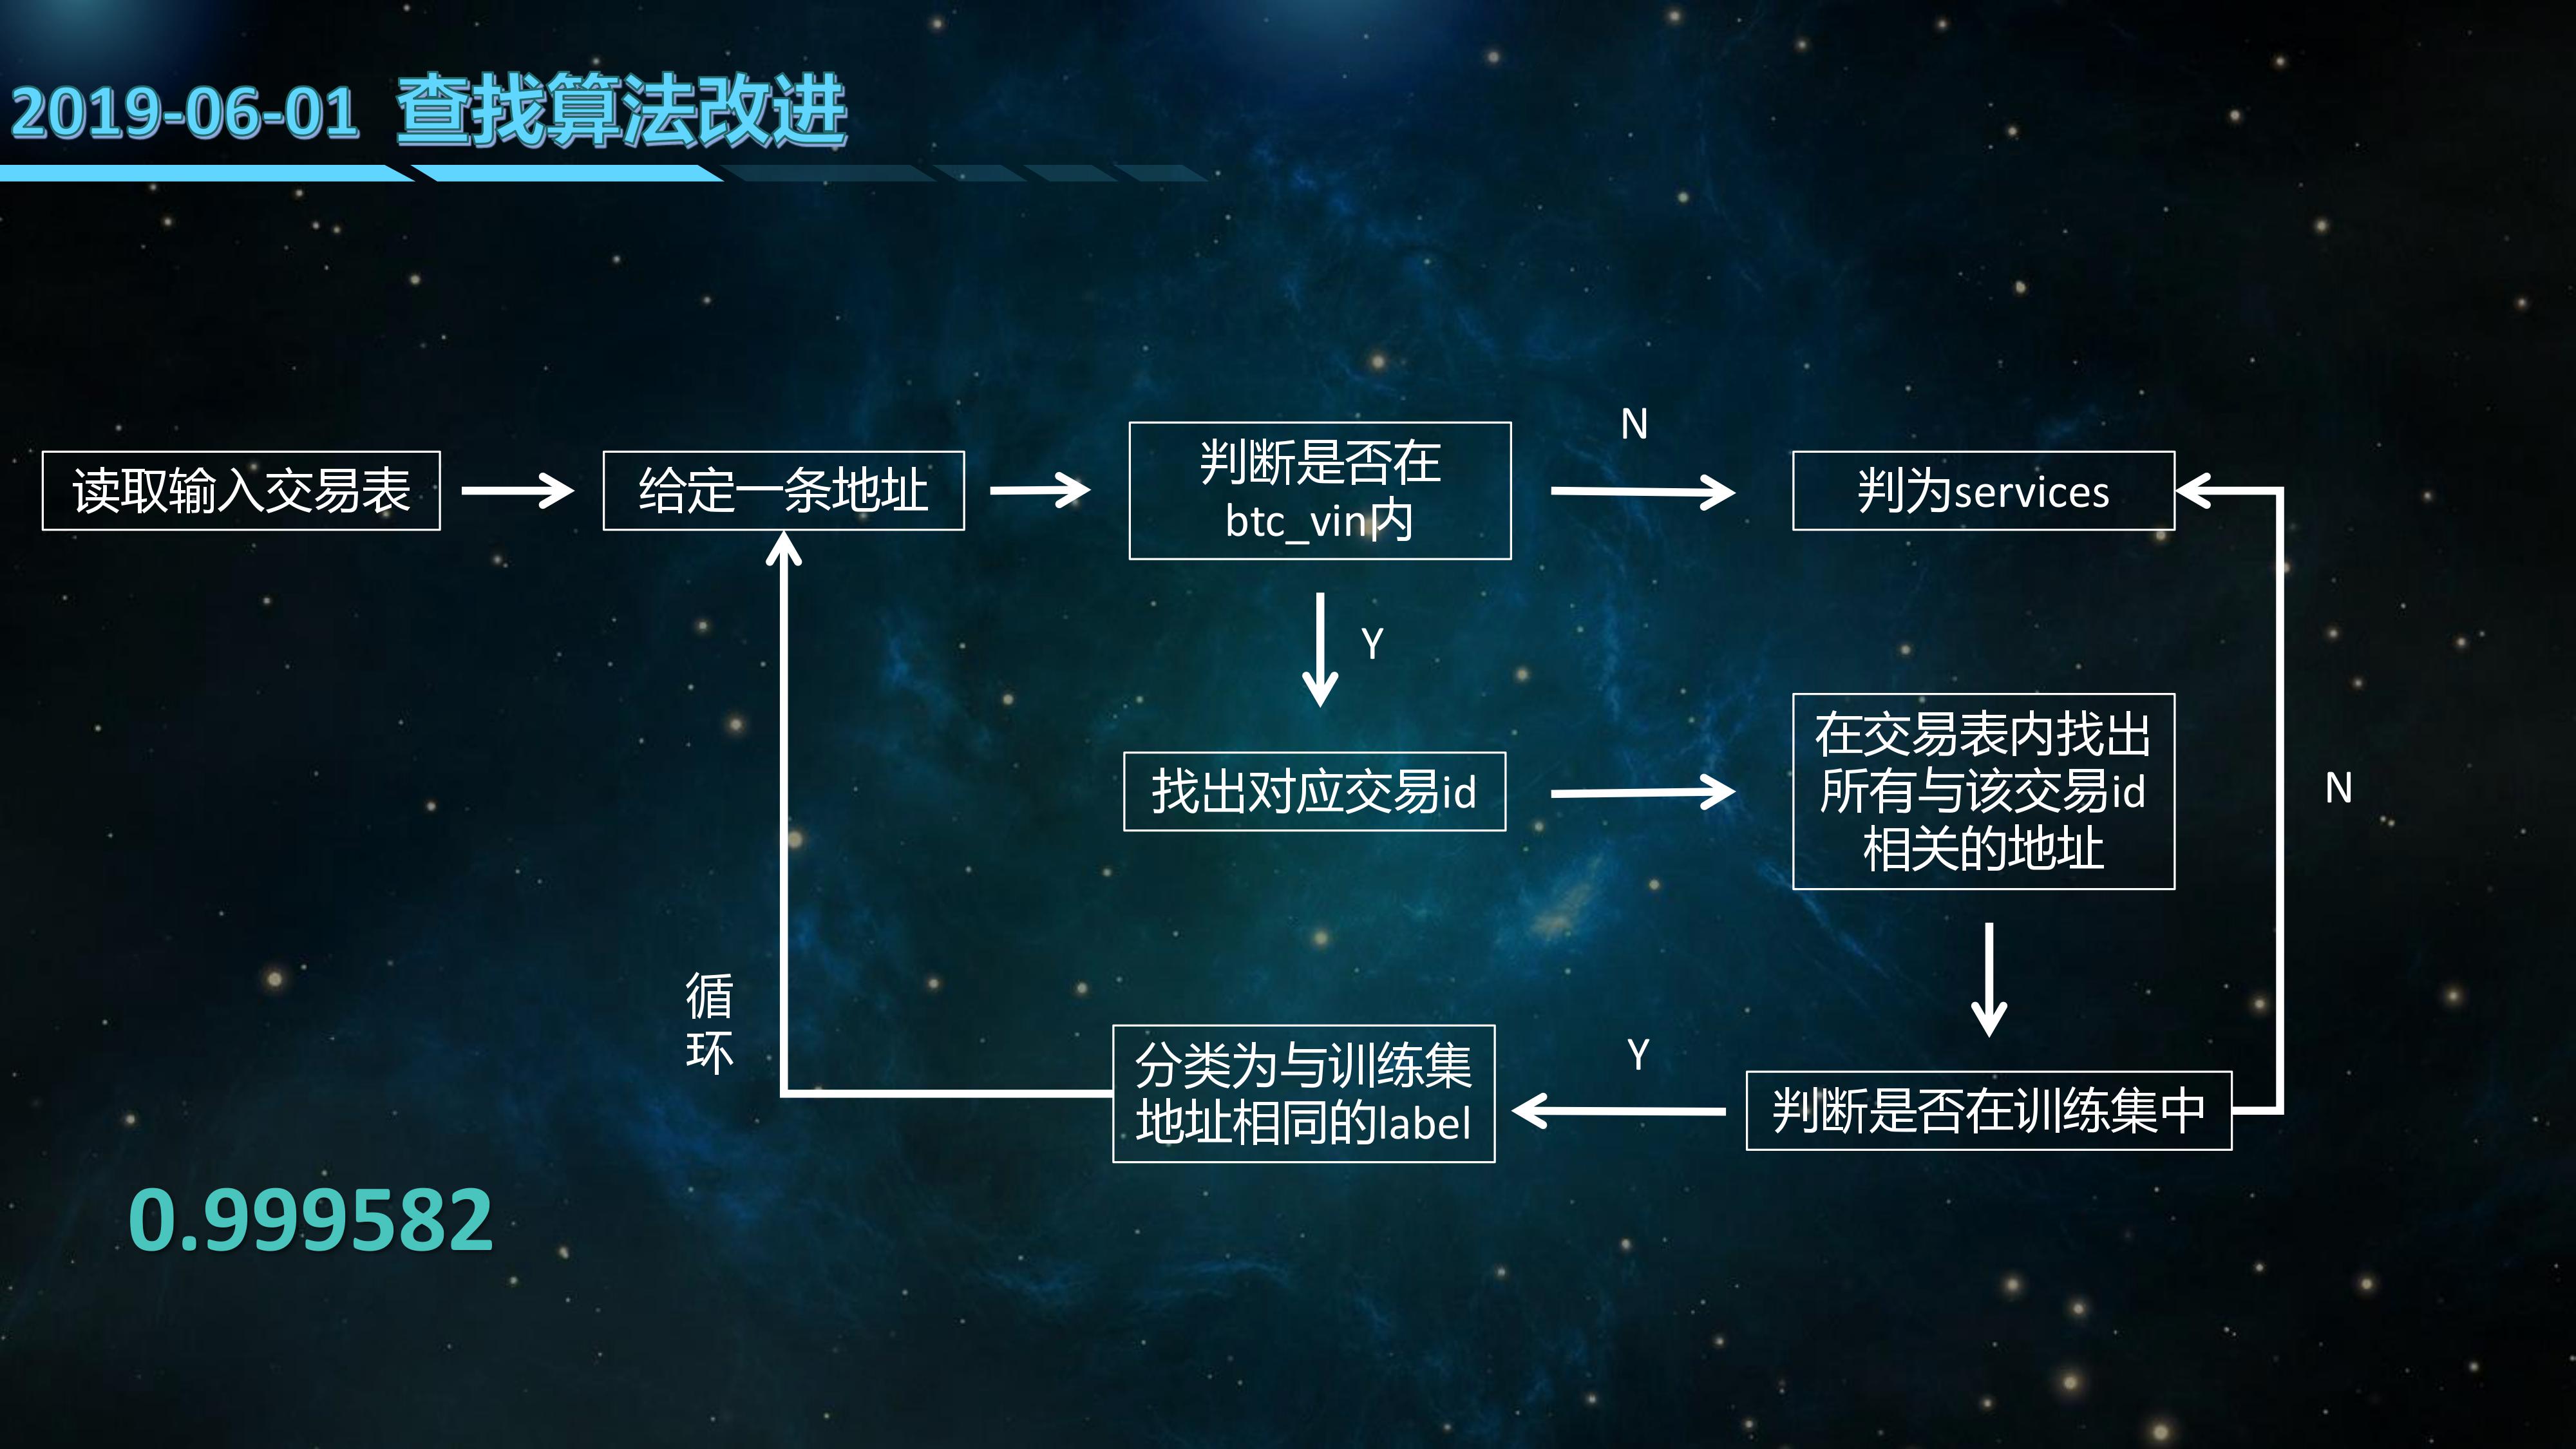 2019-06-01 查找算法改进
读取输入交易表
给定一条地址
判断是否在
btc_vin内
N
判为services
Y
找出对应交易id
在交易表内找出
所有与该交易id
相关的地址
N
循
环
分类为与训练集
地址相同的label
Y
判断是否在训练集中
0.999582